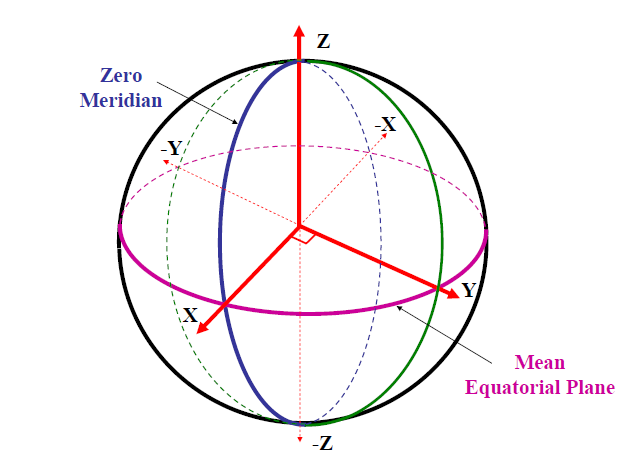 Z
Zero
Meridian
-X
-Y
X
Y
Mean
Equatorial Plane
-Z